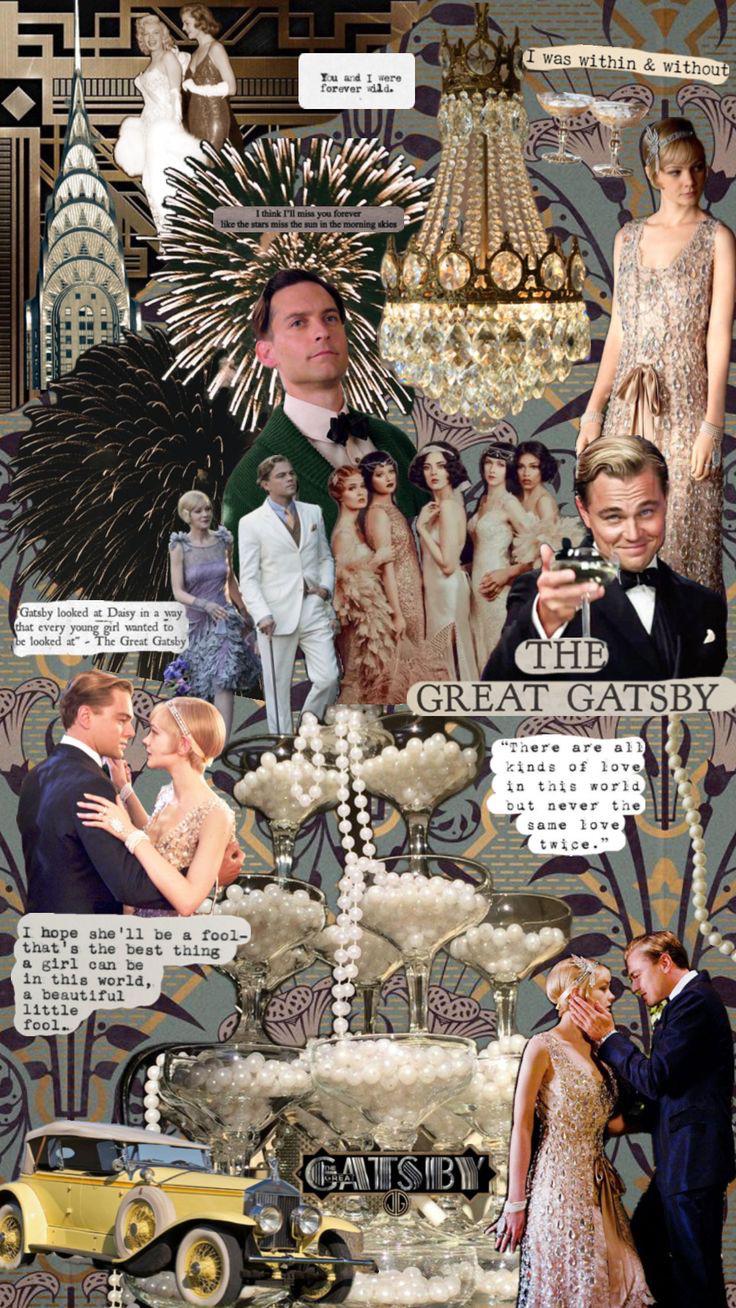 You and I were
forever wild.
I was within & without
I think I'll miss you forever
like the stars miss the sun in the morning skies
"Gatsby looked at Daisy in a way
that every young girl wanted to
be looked at" - The Great Gatsby
THE
GREAT GATSBY
"There are all
kinds of love
in this world
but never the
same love
twice."
I hope she'll be a fool-
that's the best thing
a girl can be
in this world,
a beautiful
little
fool..
THE GREAT
GATSBY
JG